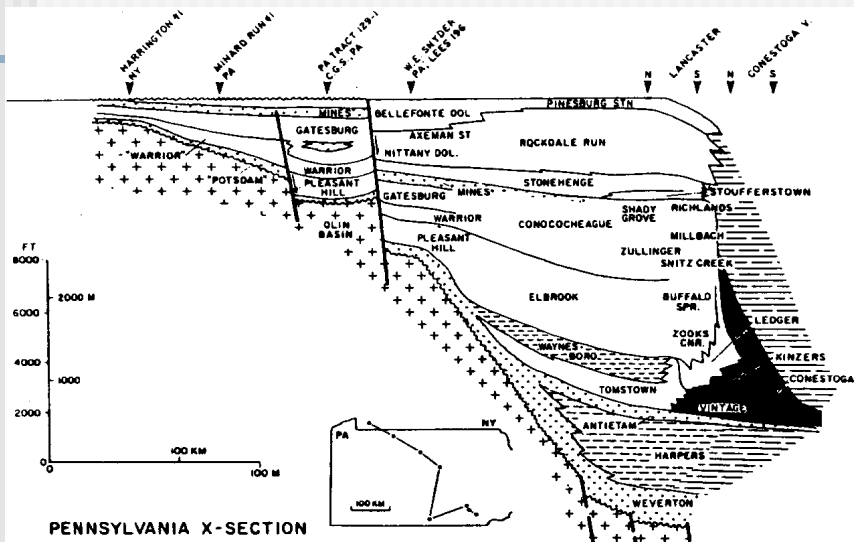 HARRINGTON #1
NY
MINARD RUN #1
PA
PA TRACT 129-1
C.G.S., PA
W.E. SNYDER
PA, LEES 196
LANCASTER
N S
CONESTOGA V.
N S
"MINES"
BELLEFONTE DOL
PINESBURG STN
GATESBURG
AXEMAN ST
NITTANY DOL.
ROCKDALE RUN
"WARRIOR"
"POTSDAM"
WARRIOR
PLEASANT
HILL
GATESBURG
"MINES"
STONEHENGE
STOUFFERSTOWN
OLIN
BASIN
WARRIOR
PLEASANT
HILL
CONOCOCHEAGUE
SHADY
GROVE
RICHLANDS
MILLBACH
ZULLINGER
SNITZ CREEK
ELBROOK
BUFFALO
SPR.
ZOOKS
CNR.
LEDGER
KINZERS
CONESTOGA
WAYNES-
BORO
TOMSTOWN
VINTAGE
ANTIETAM
HARPERS
WEVERTON
FT
8000
2000 M
6000
4000
1000
2000
0
0
100 KM
100 M
PA
NY
100 KM
PENNSYLVANIA X-SECTION